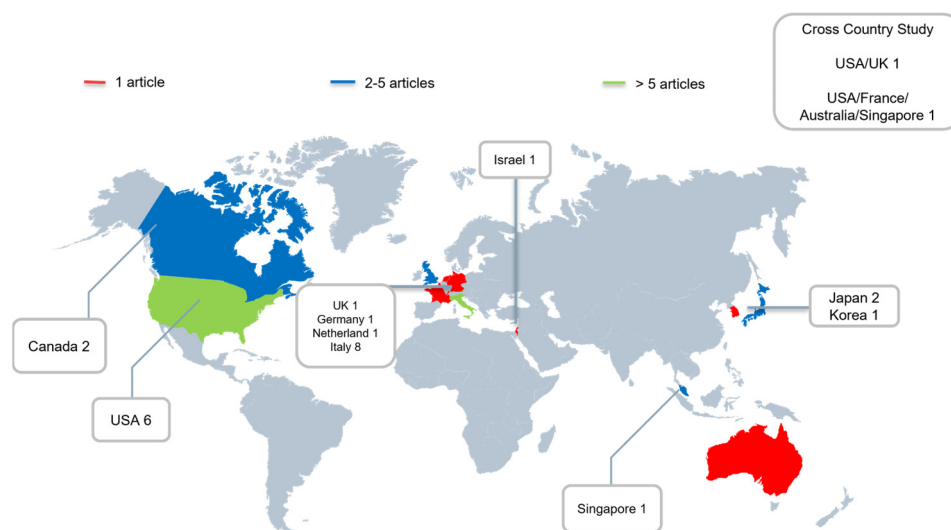 Cross Country Study
USA/UK 1
USA/France/
Australia/Singapore 1
1 article
2-5 articles
> 5 articles
Israel 1
UK 1
Germany 1
Netherland 1
Italy 8
Japan 2
Korea 1
Canada 2
USA 6
Singapore 1